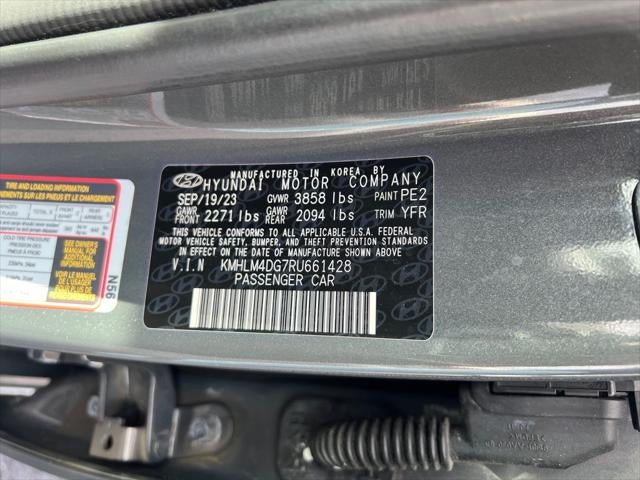 MANUFACTURED IN KOREA BY
HYUNDAI MOTOR COMPANY
SEP/19/23 GVWR 3858 lbs PAINT PE2
GAWR FRONT 2271 lbs GAWR REAR 2094 lbs TRIM YFR
THIS VEHICLE CONFORMS TO ALL
APPLICABLE U.S.A. FEDERAL
MOTOR VEHICLE SAFETY, BUMPER, AND THEFT
PREVENTION STANDARDS IN EFFECT ON THE
DATE OF MANUFACTURE SHOWN ABOVE
V.I.N KMHLM4DG7RU661428
PASSENGER CAR
TIRE AND LOADING INFORMATION
SEE OWNER'S
MANUAL FOR
ADDITIONAL
INFORMATION
N56